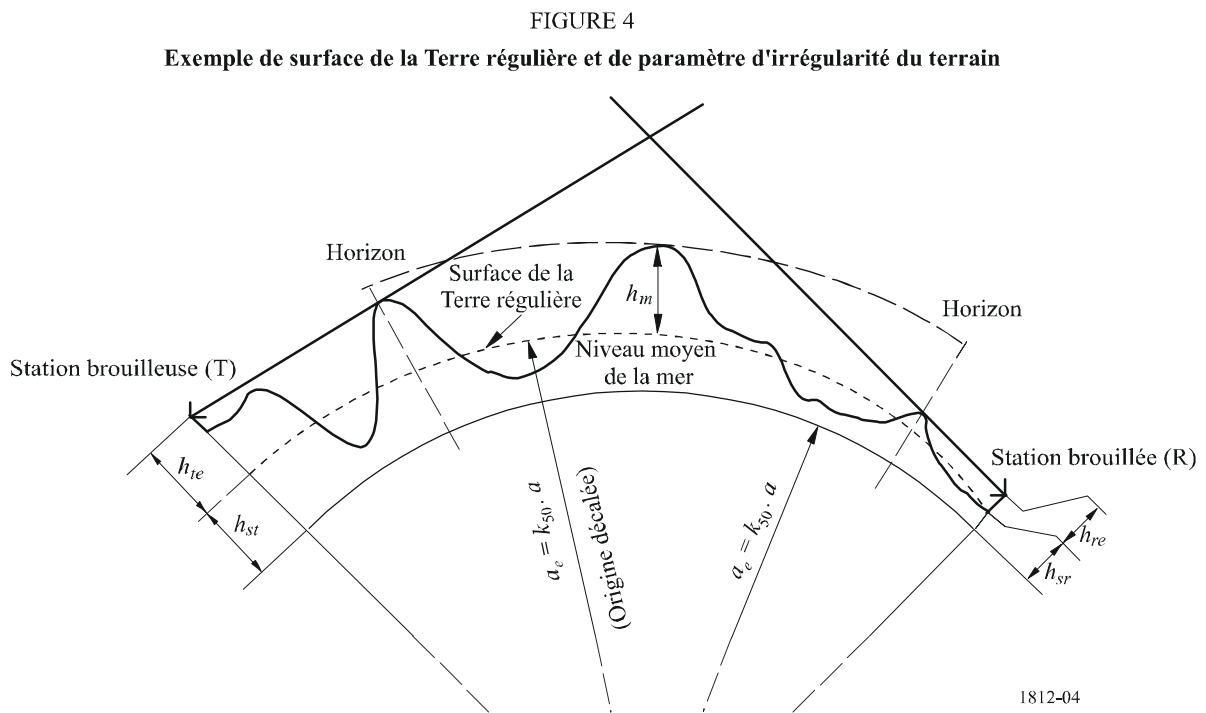 FIGURE 4
Exemple de surface de la Terre régulière et de paramètre d'irrégularité du terrain
Horizon
Surface de la
Terre régulière
h_m
Horizon
Niveau moyen
de la mer
Station brouilleuse (T)
Station brouillée (R)
h_te
h_st
a_e = k_50 · a
(Origine décalée)
a_e = k_50 · a
h_re
h_sr
1812-04